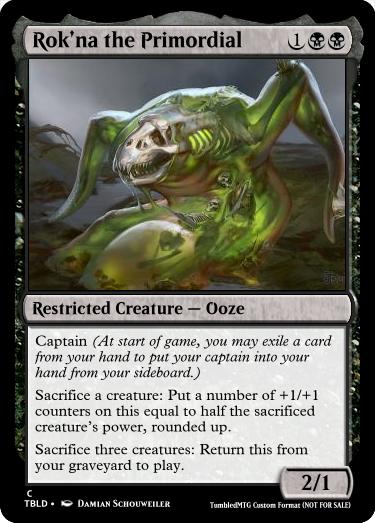 Rok'na the Primordial 1
Restricted Creature — Ooze
Captain (At start of game, you may exile a card
from your hand to put your captain into your
hand from your sideboard.)
Sacrifice a creature: Put a number of +1/+1
counters on this equal to half the sacrificed
creature's power, rounded up.
Sacrifice three creatures: Return this from
your graveyard to play.
2/1
C
TBLD • Damian Schouweiler
TumbledMTG Custom Format (NOT FOR SALE)